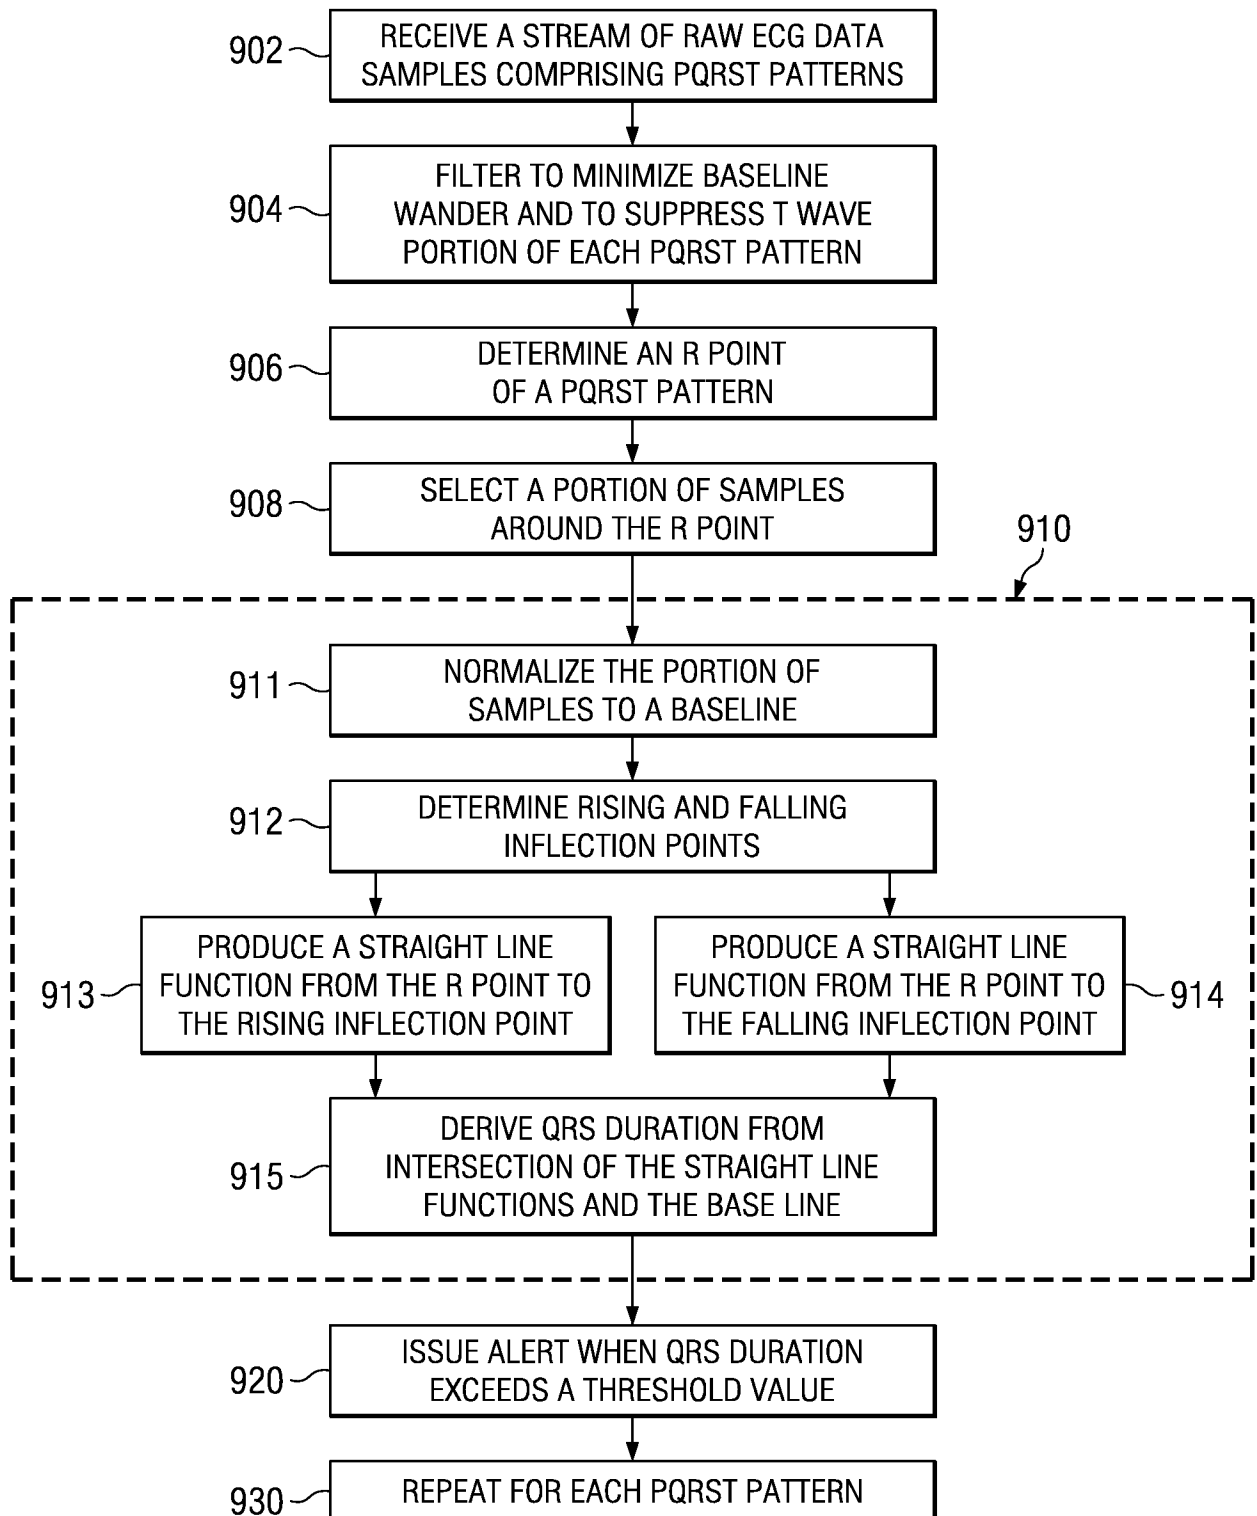 902
RECEIVE A STREAM OF RAW ECG DATA
SAMPLES COMPRISING PQRST PATTERNS
904
FILTER TO MINIMIZE BASELINE
WANDER AND TO SUPPRESS T WAVE
PORTION OF EACH PQRST PATTERN
906
DETERMINE AN R POINT
OF A PQRST PATTERN
908
SELECT A PORTION OF SAMPLES
AROUND THE R POINT
910
911
NORMALIZE THE PORTION OF
SAMPLES TO A BASELINE
912
DETERMINE RISING AND FALLING
INFLECTION POINTS
913
PRODUCE A STRAIGHT LINE
FUNCTION FROM THE R POINT TO
THE RISING INFLECTION POINT
PRODUCE A STRAIGHT LINE
FUNCTION FROM THE R POINT TO
THE FALLING INFLECTION POINT
914
915
DERIVE QRS DURATION FROM
INTERSECTION OF THE STRAIGHT LINE
FUNCTIONS AND THE BASE LINE
920
ISSUE ALERT WHEN QRS DURATION
EXCEEDS A THRESHOLD VALUE
930
REPEAT FOR EACH PQRST PATTERN